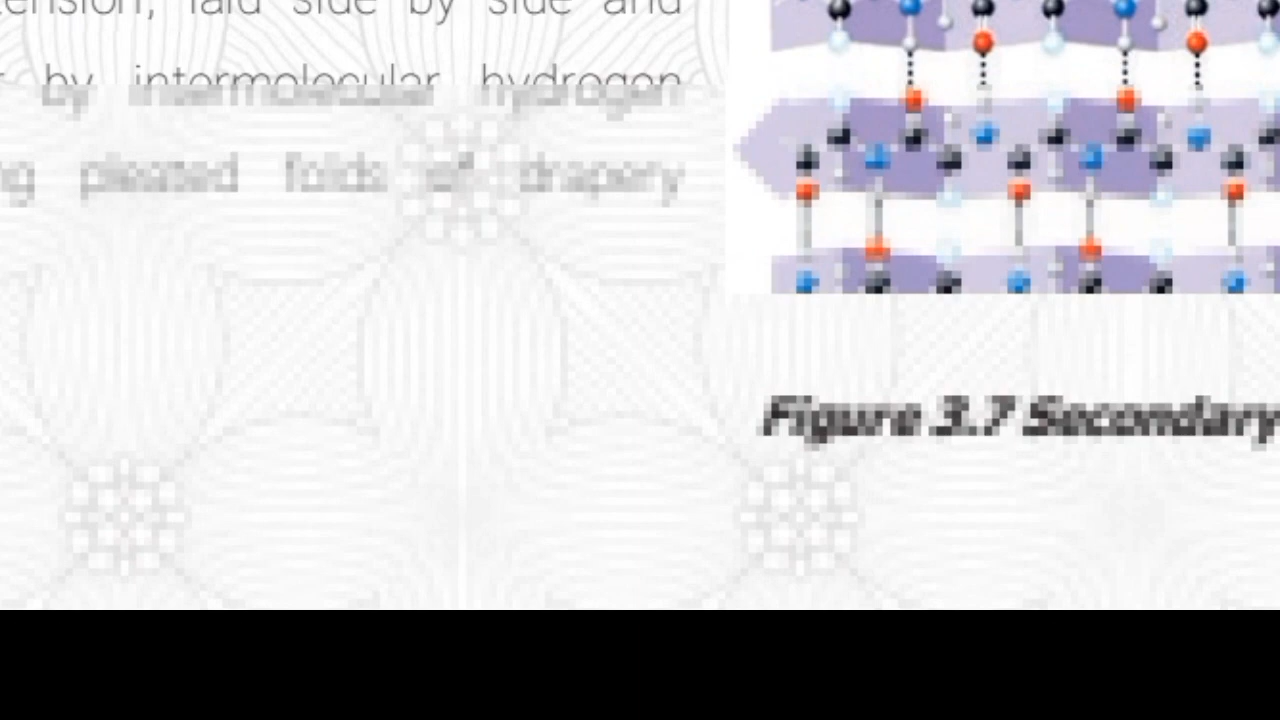 tension, laid side by side and
by intermolecular hydrogen
pleated folds of drapery
Figure 3.7 Secondary